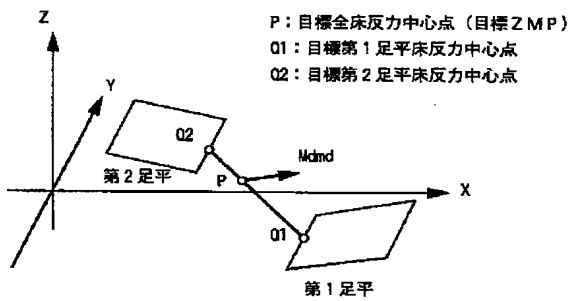 Z
P：目標全床反力中心点（目標ＺＭＰ）
Q1：目標第１足平床反力中心点
Q2：目標第２足平床反力中心点
Y
Q2
Mdmd
第２足平
P
X
Q1
第１足平